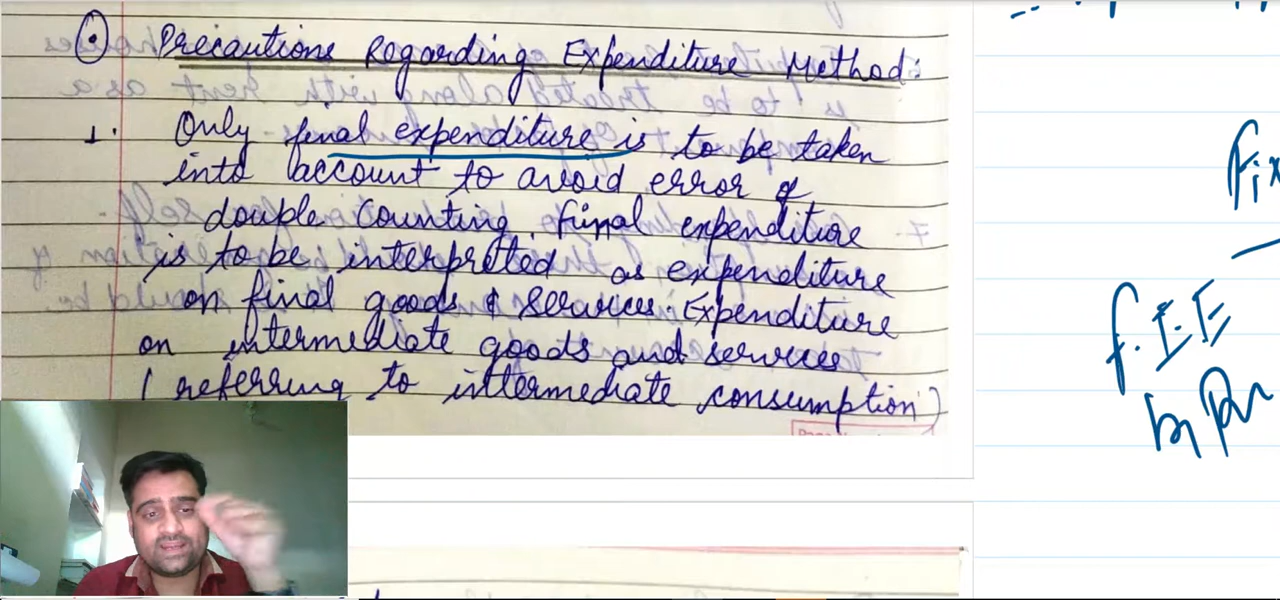 Precautions Regarding Expenditure Method:
1. Only final expenditure is to be taken
into account to avoid error of
double counting. Final expenditure
is to be interpreted as expenditure
on final goods & services. Expenditure
on intermediate goods and services
( referring to intermediate consumption )
Fix
F.I.E
by